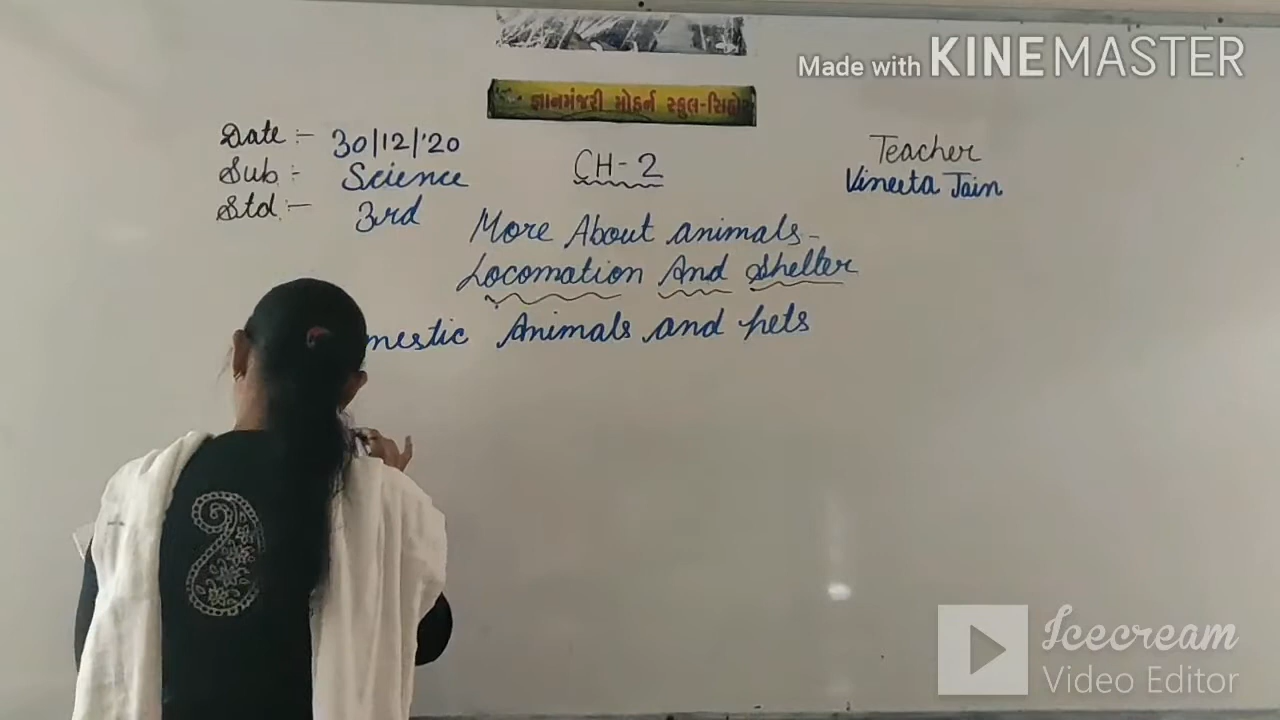 Made with KINEMASTER
જ્ઞાનમંજરી મોડર્ન સ્કુલ-સિહોર
Date :- 30/12/'20
Sub :- Science
Std :- 3rd
CH-2
Teacher
Vineeta Jain
More About animals-
Locomation And Shelter
mestic Animals and pets
Icecream
Video Editor